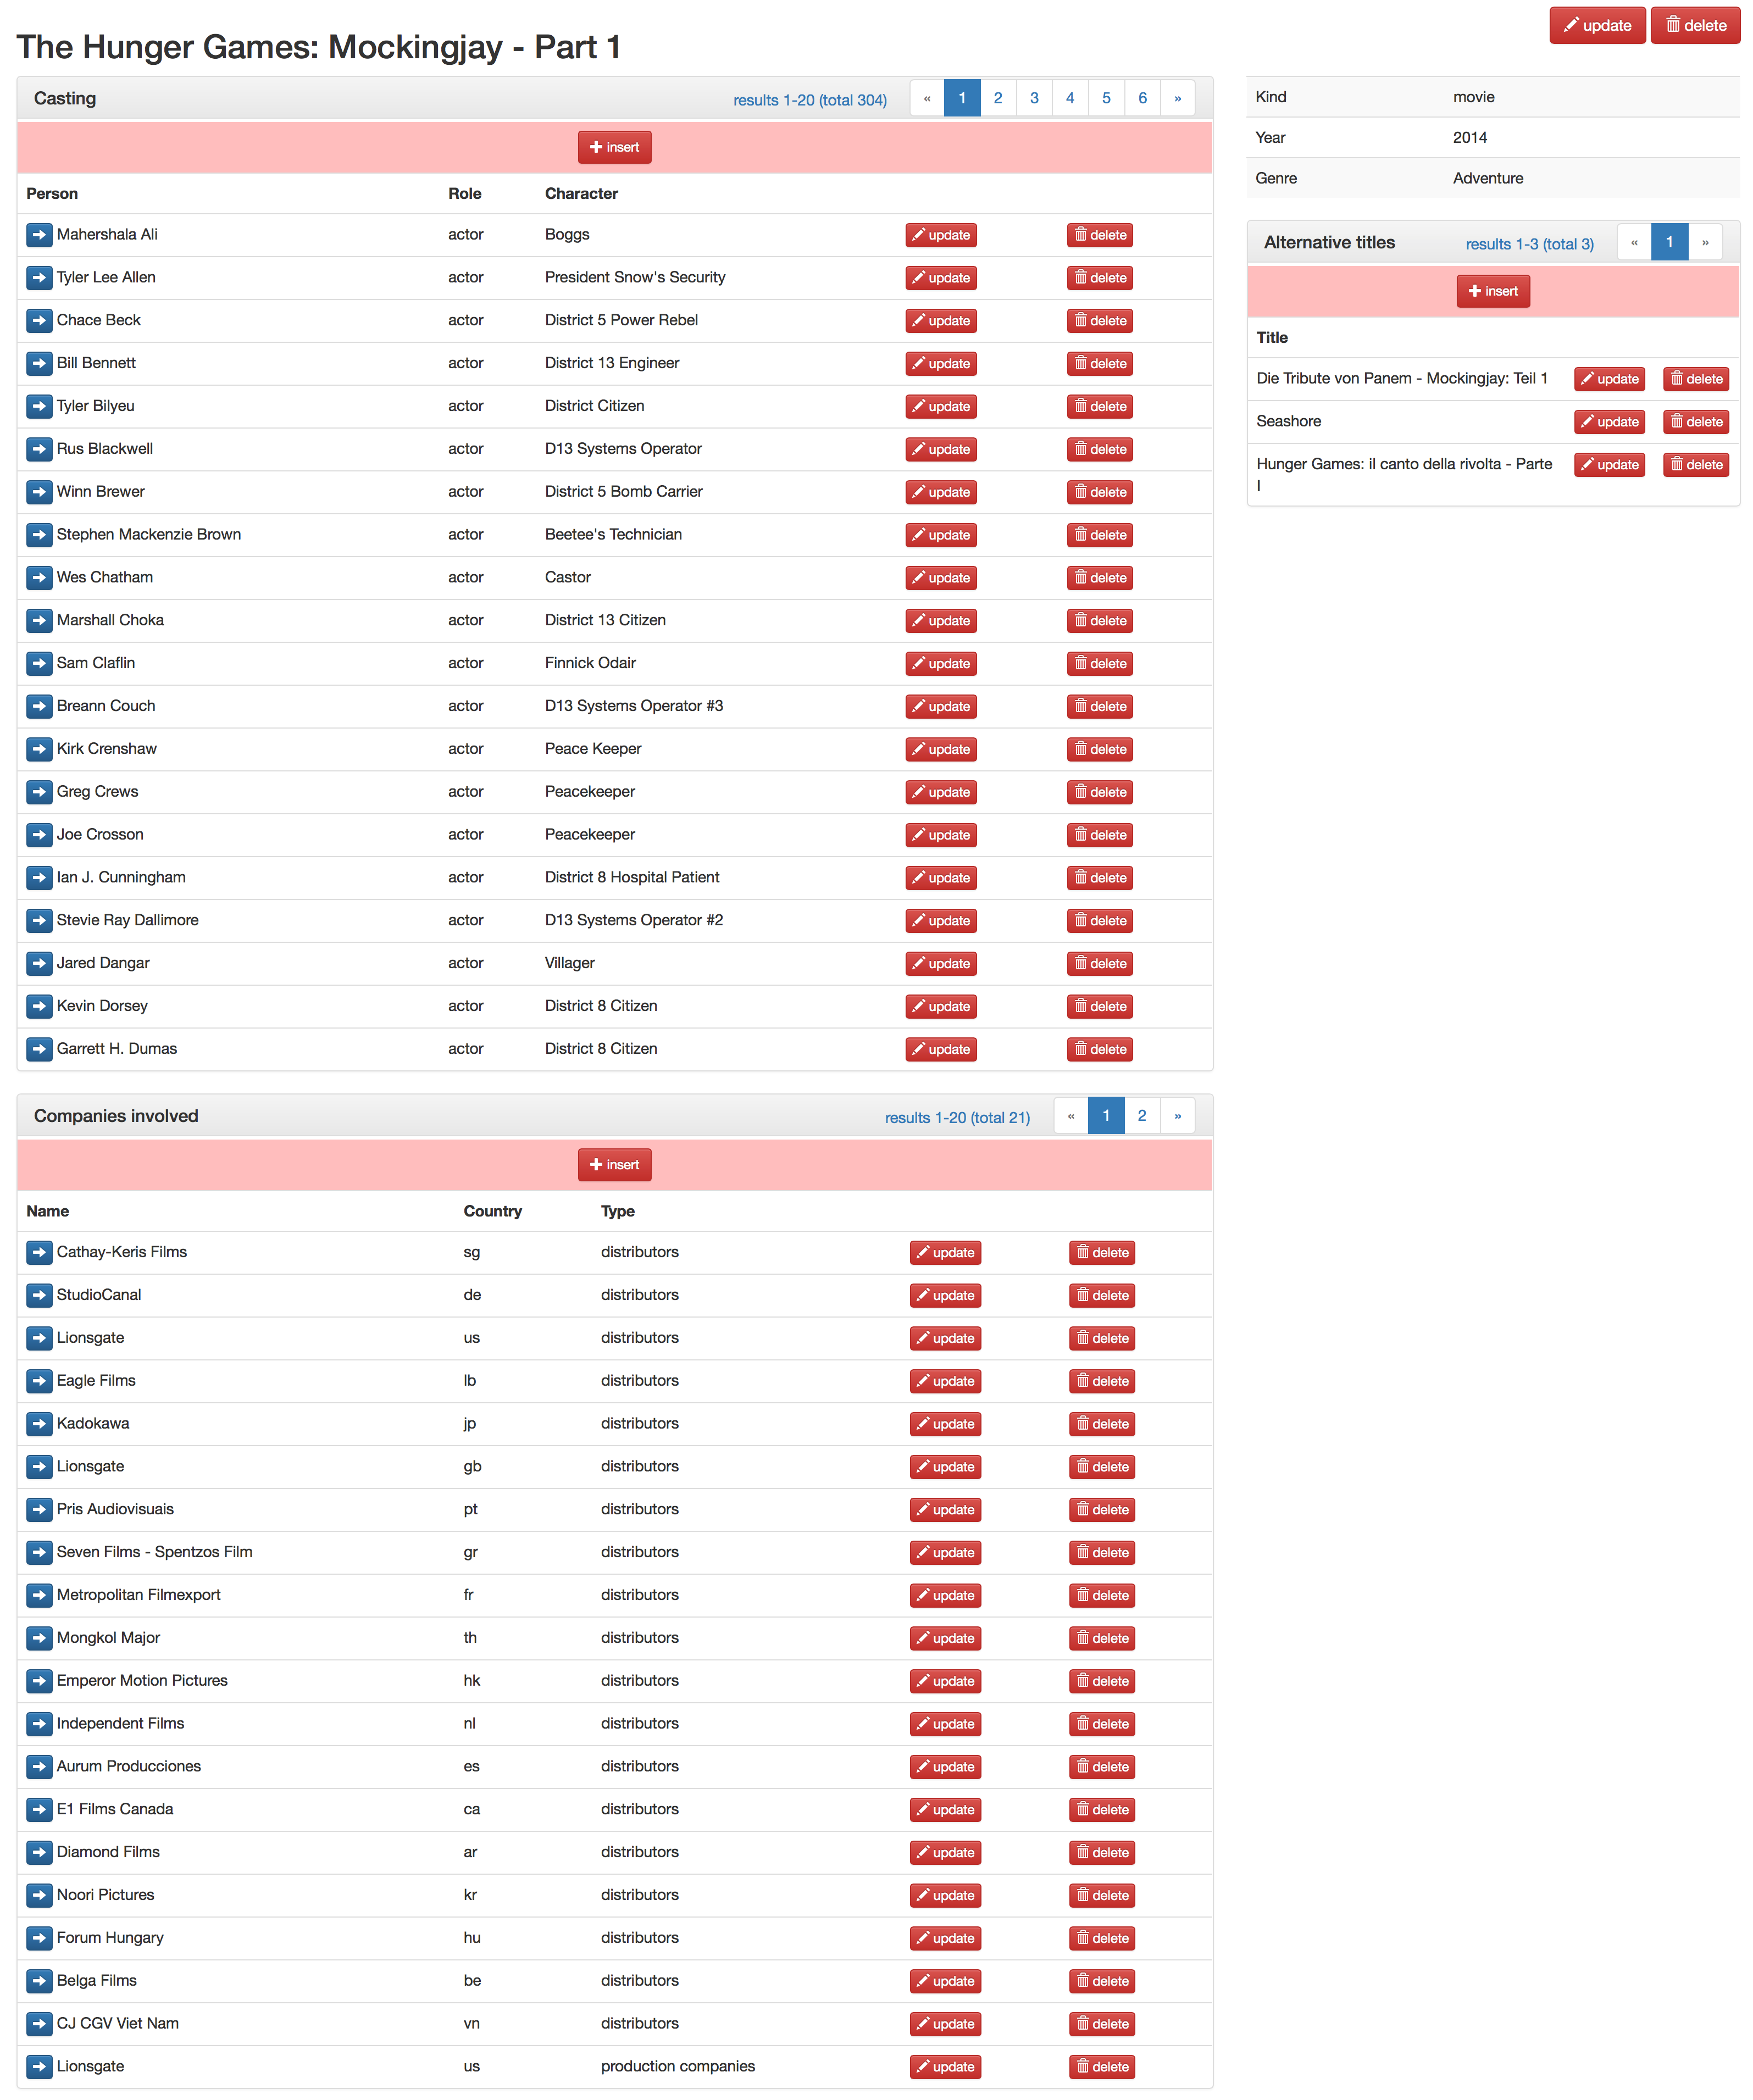 update delete
The Hunger Games: Mockingjay - Part 1
Casting results 1-20 (total 304) « 1 2 3 4 5 6 »
insert
Person Role Character
Mahershala Ali actor Boggs update delete
Tyler Lee Allen actor President Snow's Security update delete
Chace Beck actor District 5 Power Rebel update delete
Bill Bennett actor District 13 Engineer update delete
Tyler Bilyeu actor District Citizen update delete
Rus Blackwell actor D13 Systems Operator update delete
Winn Brewer actor District 5 Bomb Carrier update delete
Stephen Mackenzie Brown actor Beetee's Technician update delete
Wes Chatham actor Castor update delete
Marshall Choka actor District 13 Citizen update delete
Sam Claflin actor Finnick Odair update delete
Breann Couch actor D13 Systems Operator #3 update delete
Kirk Crenshaw actor Peace Keeper update delete
Greg Crews actor Peacekeeper update delete
Joe Crosson actor Peacekeeper update delete
Ian J. Cunningham actor District 8 Hospital Patient update delete
Stevie Ray Dallimore actor D13 Systems Operator #2 update delete
Jared Dangar actor Villager update delete
Kevin Dorsey actor District 8 Citizen update delete
Garrett H. Dumas actor District 8 Citizen update delete
Companies involved results 1-20 (total 21) « 1 2 »
insert
Name Country Type
Cathay-Keris Films sg distributors update delete
StudioCanal de distributors update delete
Lionsgate us distributors update delete
Eagle Films lb distributors update delete
Kadokawa jp distributors update delete
Lionsgate gb distributors update delete
Pris Audiovisuais pt distributors update delete
Seven Films - Spentzos Film gr distributors update delete
Metropolitan Filmexport fr distributors update delete
Mongkol Major th distributors update delete
Emperor Motion Pictures hk distributors update delete
Independent Films nl distributors update delete
Aurum Producciones es distributors update delete
E1 Films Canada ca distributors update delete
Diamond Films ar distributors update delete
Noori Pictures kr distributors update delete
Forum Hungary hu distributors update delete
Belga Films be distributors update delete
CJ CGV Viet Nam vn distributors update delete
Lionsgate us production companies update delete
Kind movie
Year 2014
Genre Adventure
Alternative titles results 1-3 (total 3) « 1 »
insert
Title
Die Tribute von Panem - Mockingjay: Teil 1 update delete
Seashore update delete
Hunger Games: il canto della rivolta - Parte update delete
I